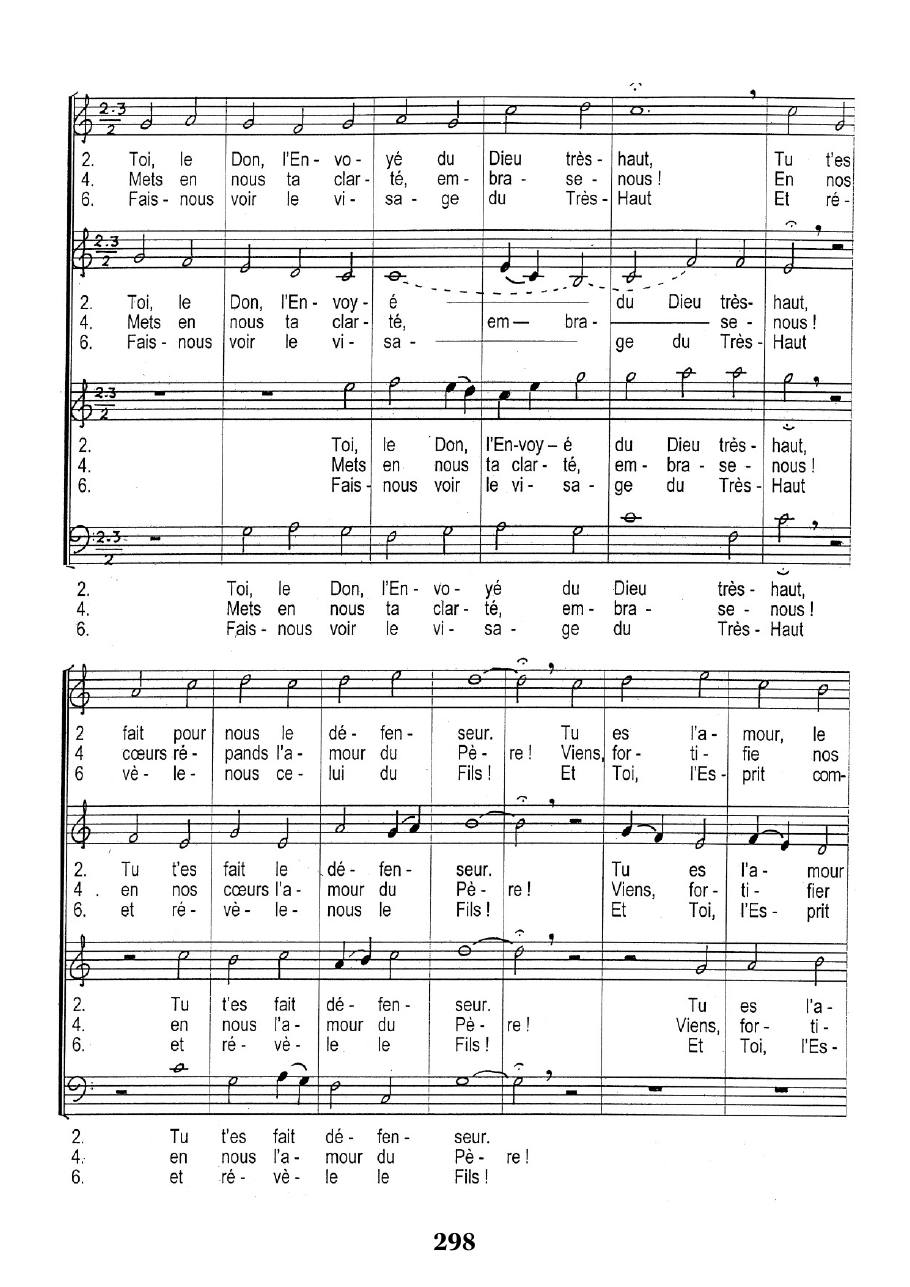 2. Toi, le Don, l'En - vo - yé du Dieu très - haut, Tu t'es
4. Mets en nous ta clar - té, em - bra - se - nous ! En nos
6. Fais - nous voir le vi - sa - ge du Très - Haut Et ré -
2. Toi, le Don, l'En - voy - é du Dieu très- haut,
4. Mets en nous ta clar - té, em — bra - se - nous !
6. Fais - nous voir le vi - sa - ge du Très - Haut
2. Toi, le Don, l'En-voy – é du Dieu très - haut,
4. Mets en nous ta clar - té, em - bra - se - nous !
6. Fais - nous voir le vi - sa - ge du Très - Haut
2. Toi, le Don, l'En - vo - yé du Dieu très - haut,
4. Mets en nous ta clar - té, em - bra - se - nous !
6. Fais - nous voir le vi - sa - ge du Très - Haut
2 fait pour nous le dé - fen - seur. Tu es l'a - mour, le
4 cœurs ré - pands l'a - mour du Pè - re ! Viens, for - ti - fie nos
6 vè - le - nous ce - lui du Fils ! Et Toi, l'Es - prit com-
2. Tu t'es fait le dé - fen - seur. Tu es l'a - mour
4 . en nos cœurs l'a - mour du Pè - re ! Viens, for - ti - fier
6. et ré - vè - le - nous le Fils ! Et Toi, l'Es - prit
2. Tu t'es fait dé - fen - seur. Tu es l'a -
4. en nous l'a - mour du Pè - re ! Viens, for - ti -
6. et ré - vè - le le Fils ! Et Toi, l'Es -
2. Tu t'es fait dé - fen - seur.
4. en nous l'a - mour du Pè - re !
6. et ré - vè - le le Fils !
298